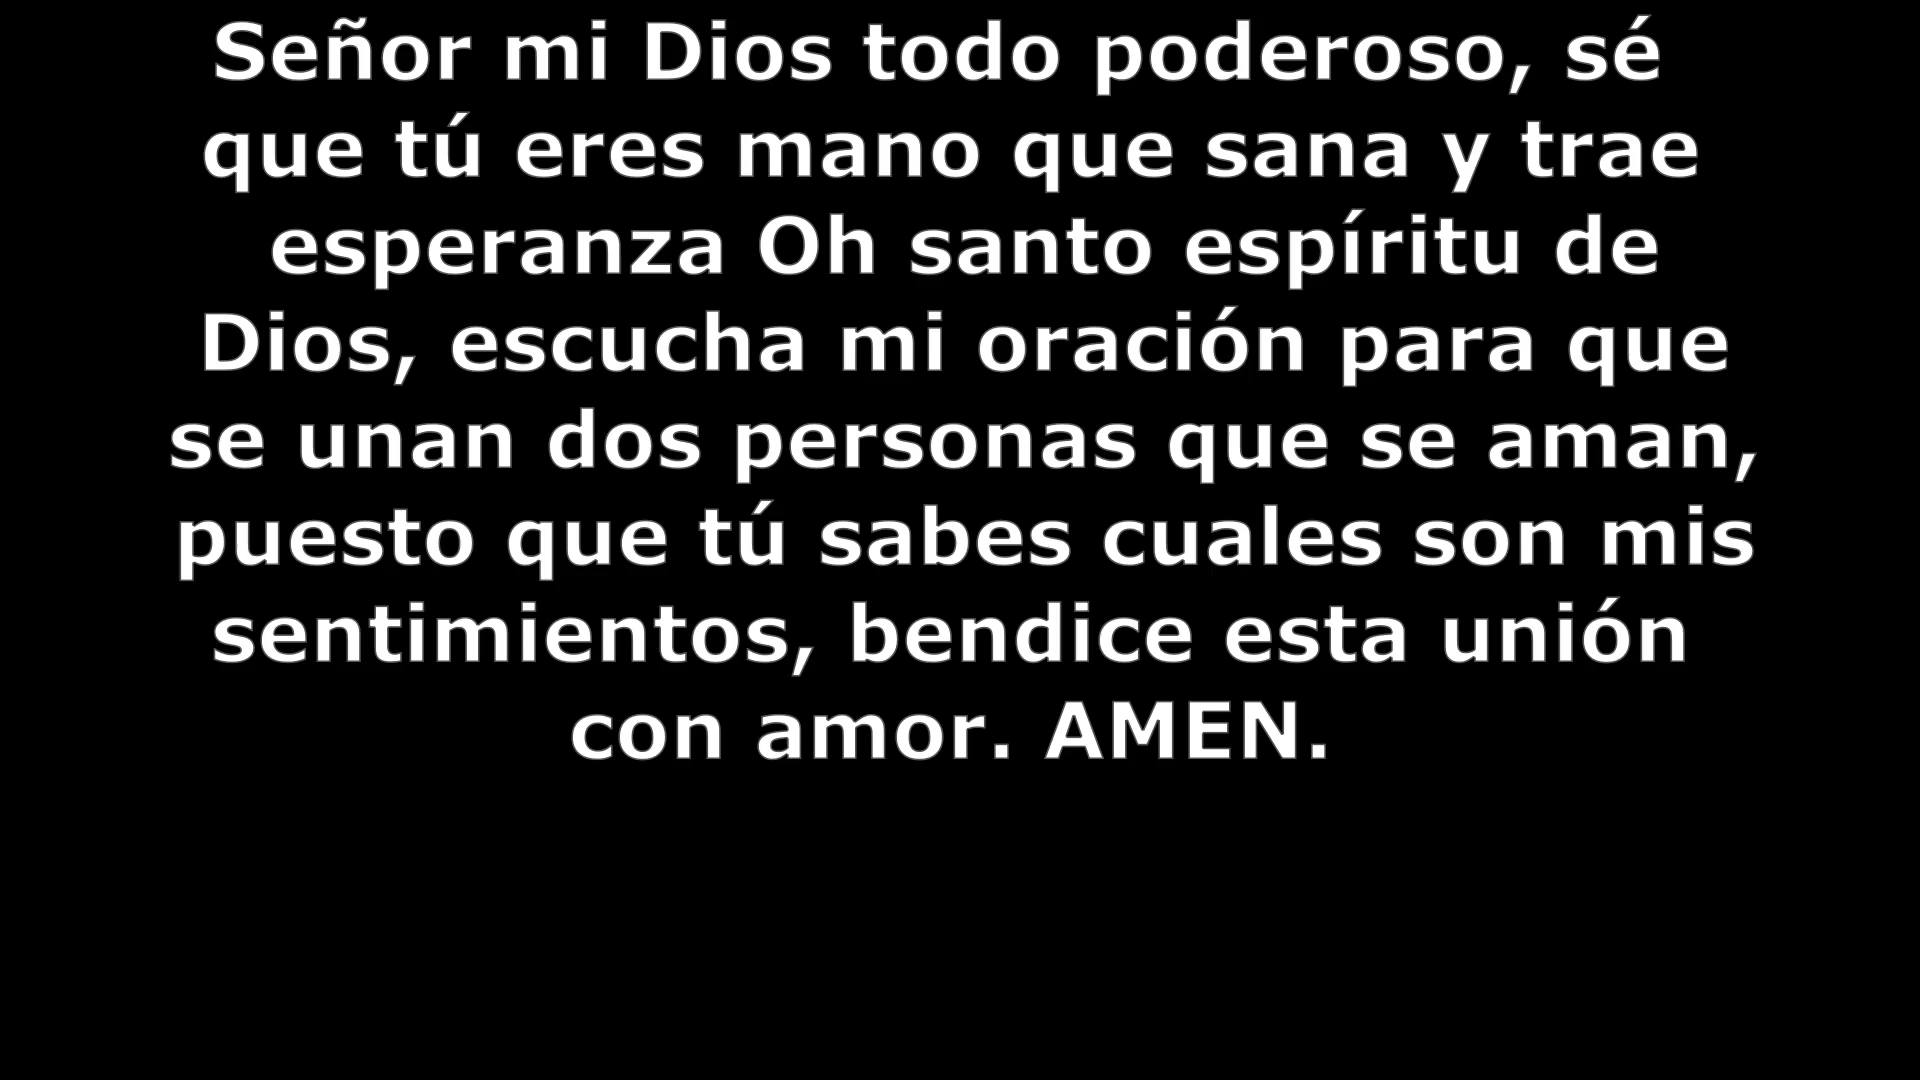 Señor mi Dios todo poderoso, sé
que tú eres mano que sana y trae
esperanza Oh santo espíritu de
Dios, escucha mi oración para que
se unan dos personas que se aman,
puesto que tú sabes cuales son mis
sentimientos, bendice esta unión
con amor. AMEN.